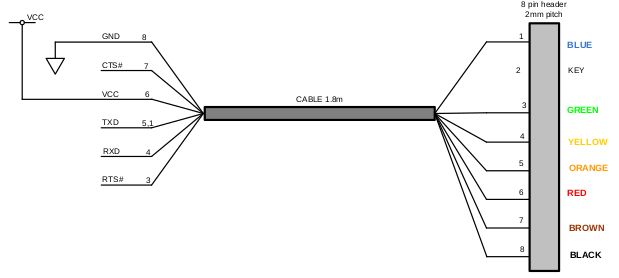 8 pin header
2mm pitch
VCC
GND 8
CTS# 7
VCC 6
TXD 5,1
RXD 4
RTS# 3
CABLE 1.8m
1 BLUE
2 KEY
3 GREEN
4 YELLOW
5 ORANGE
6 RED
7 BROWN
8 BLACK